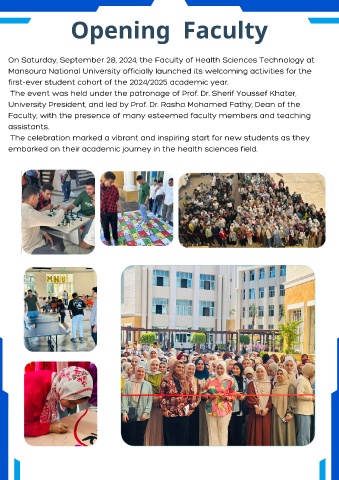 Opening Faculty
On Saturday, September 28, 2024, the Faculty of Health Sciences Technology at
Mansoura National University officially launched its welcoming activities for the
first-ever student cohort of the 2024/2025 academic year.
The event was held under the patronage of Prof. Dr. Sherif Youssef Khater,
University President, and led by Prof. Dr. Rasha Mohamed Fathy, Dean of the
Faculty, with the presence of many esteemed faculty members and teaching
assistants.
The celebration marked a vibrant and inspiring start for new students as they
embarked on their academic journey in the health sciences field.
MNU